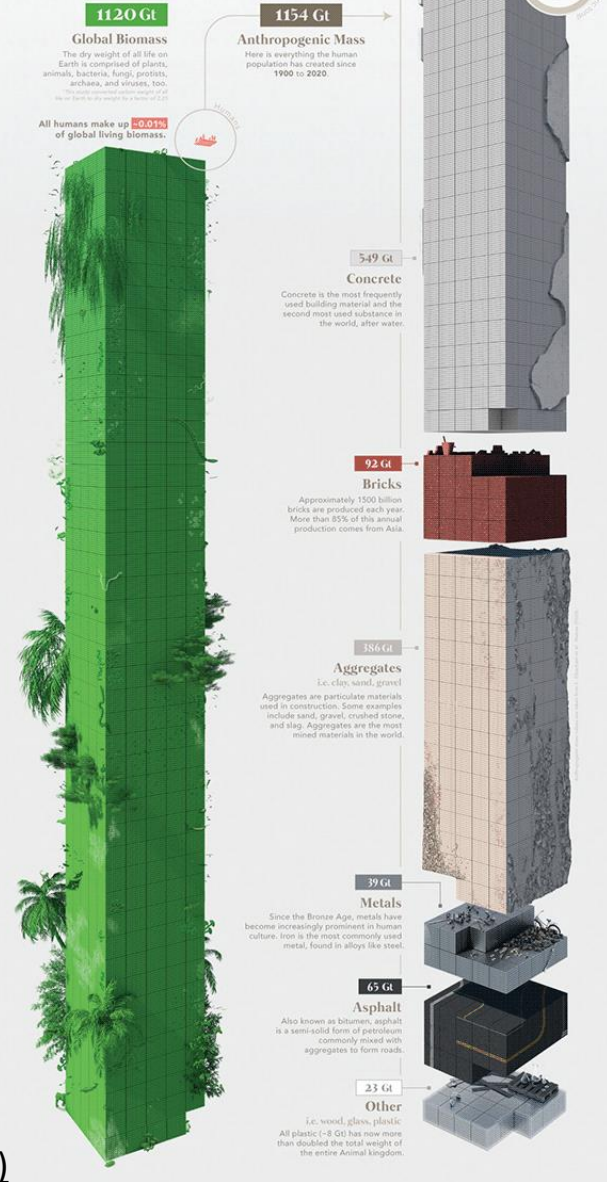 1120 Gt
Global Biomass
The dry weight of all life on
Earth is comprised of plants,
animals, bacteria, fungi, protists,
archaea, and viruses, too.
All humans make up ~0.01%
of global living biomass.
Humans
1154 Gt
Anthropogenic Mass
Here is everything the human
population has created since
1900 to 2020.
549 Gt
Concrete
Concrete is the most frequently
used building material and the
second most used substance in
the world, after water.
92 Gt
Bricks
Approximately 1500 billion
bricks are produced each year.
More than 85% of this annual
production comes from Asia.
386 Gt
Aggregates
i.e. clay, sand, gravel
Aggregates are particulate materials
used in construction. Some examples
include sand, gravel, crushed stone,
and slag. Aggregates are the most
mined materials in the world.
39 Gt
Metals
Since the Bronze Age, metals have
become increasingly prominent in human
culture. Iron is the most commonly used
metal, found in alloys like steel.
65 Gt
Asphalt
Also known as bitumen, asphalt
is a semi-solid form of petroleum
commonly mixed with
aggregates to form roads.
23 Gt
Other
i.e. wood, glass, plastic
All plastic (~8 Gt) has now more
than doubled the total weight of
the entire Animal kingdom.
)